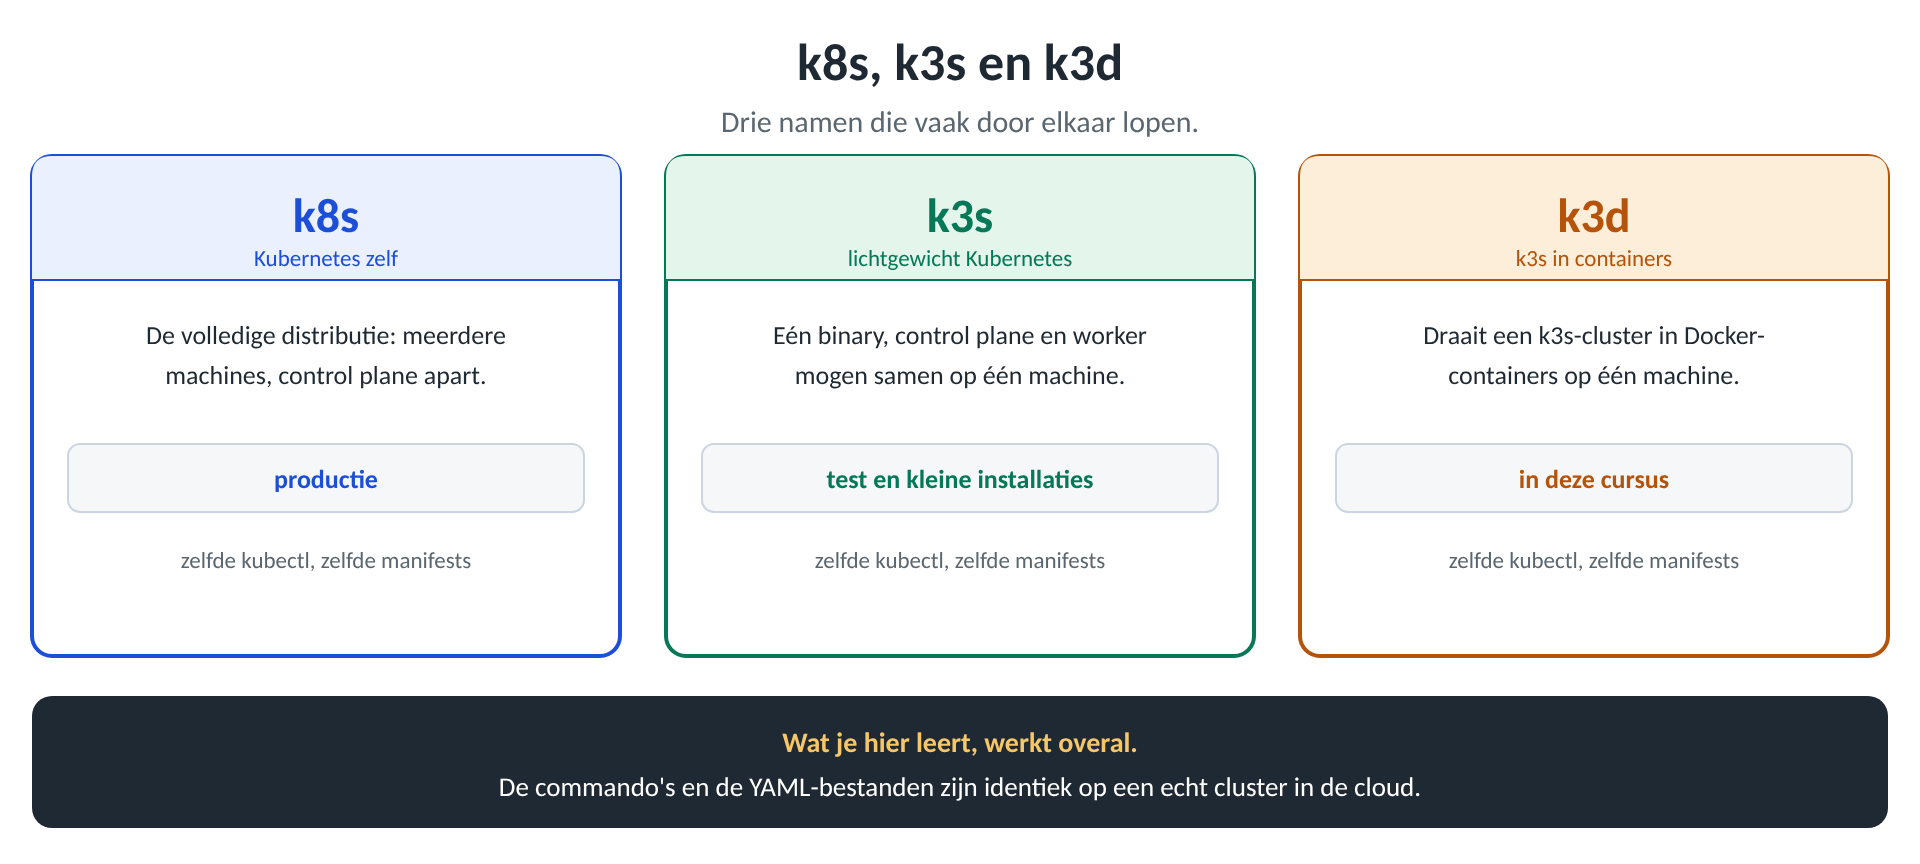 k8s, k3s en k3d
Drie namen die vaak door elkaar lopen.
k8s
Kubernetes zelf
De volledige distributie: meerdere
machines, control plane apart.
productie
zelfde kubectl, zelfde manifests
k3s
lichtgewicht Kubernetes
Eén binary, control plane en worker
mogen samen op één machine.
test en kleine installaties
zelfde kubectl, zelfde manifests
k3d
k3s in containers
Draait een k3s-cluster in Docker-
containers op één machine.
in deze cursus
zelfde kubectl, zelfde manifests
Wat je hier leert, werkt overal.
De commando's en de YAML-bestanden zijn identiek op een echt cluster in de cloud.